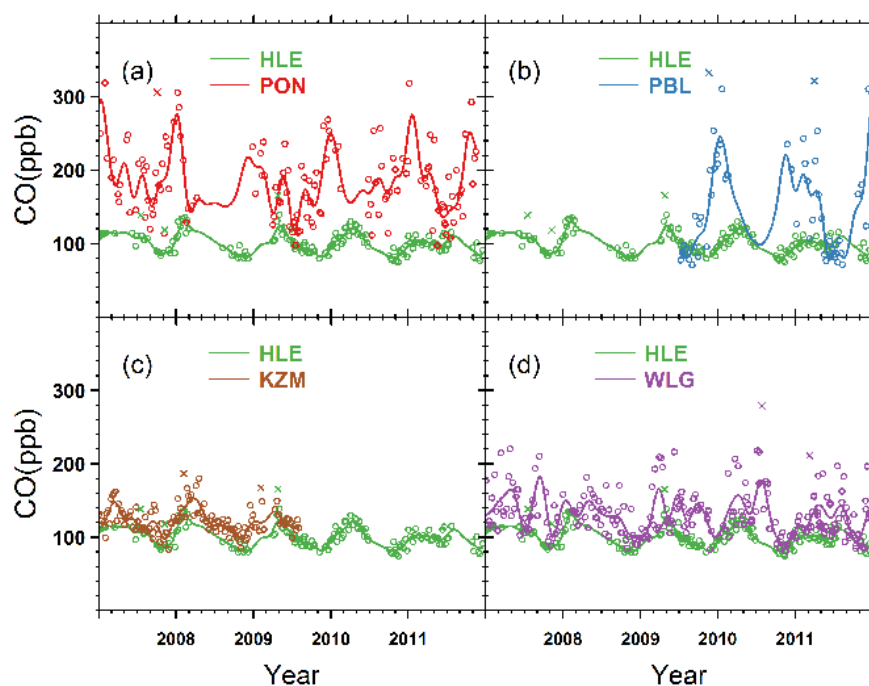 (a) HLE
PON
(b) HLE
PBL
300
200
100
CO(ppb)
(c) HLE
KZM
(d) HLE
WLG
300
200
100
CO(ppb)
2008 2009 2010 2011
2008 2009 2010 2011
Year Year